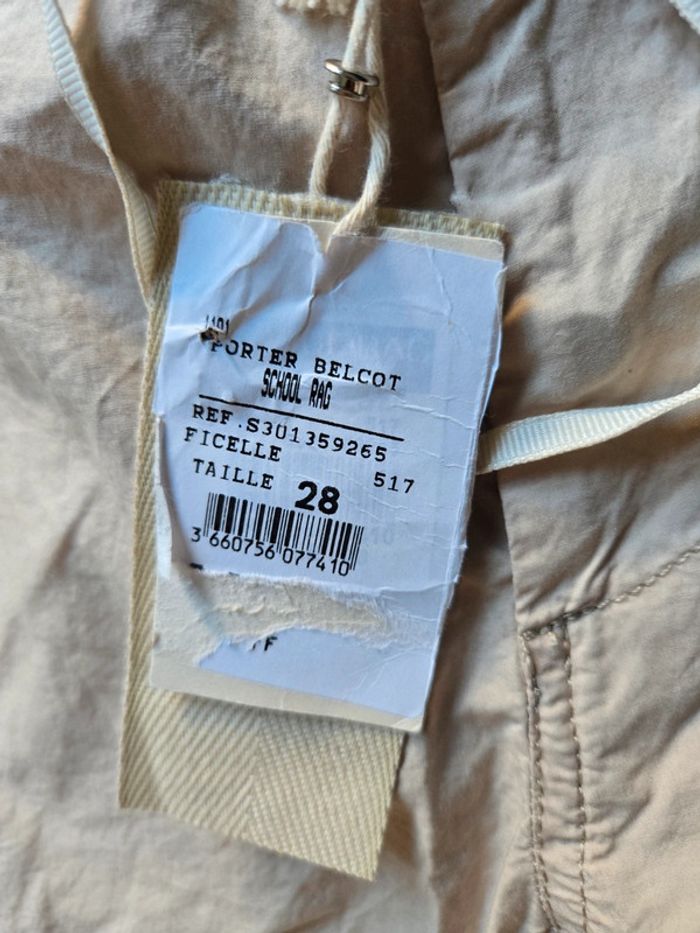 PORTER BELCOT
SCHOOL RAG
REF.S301359265
FICELLE 517
TAILLE 28
3 660756 077410